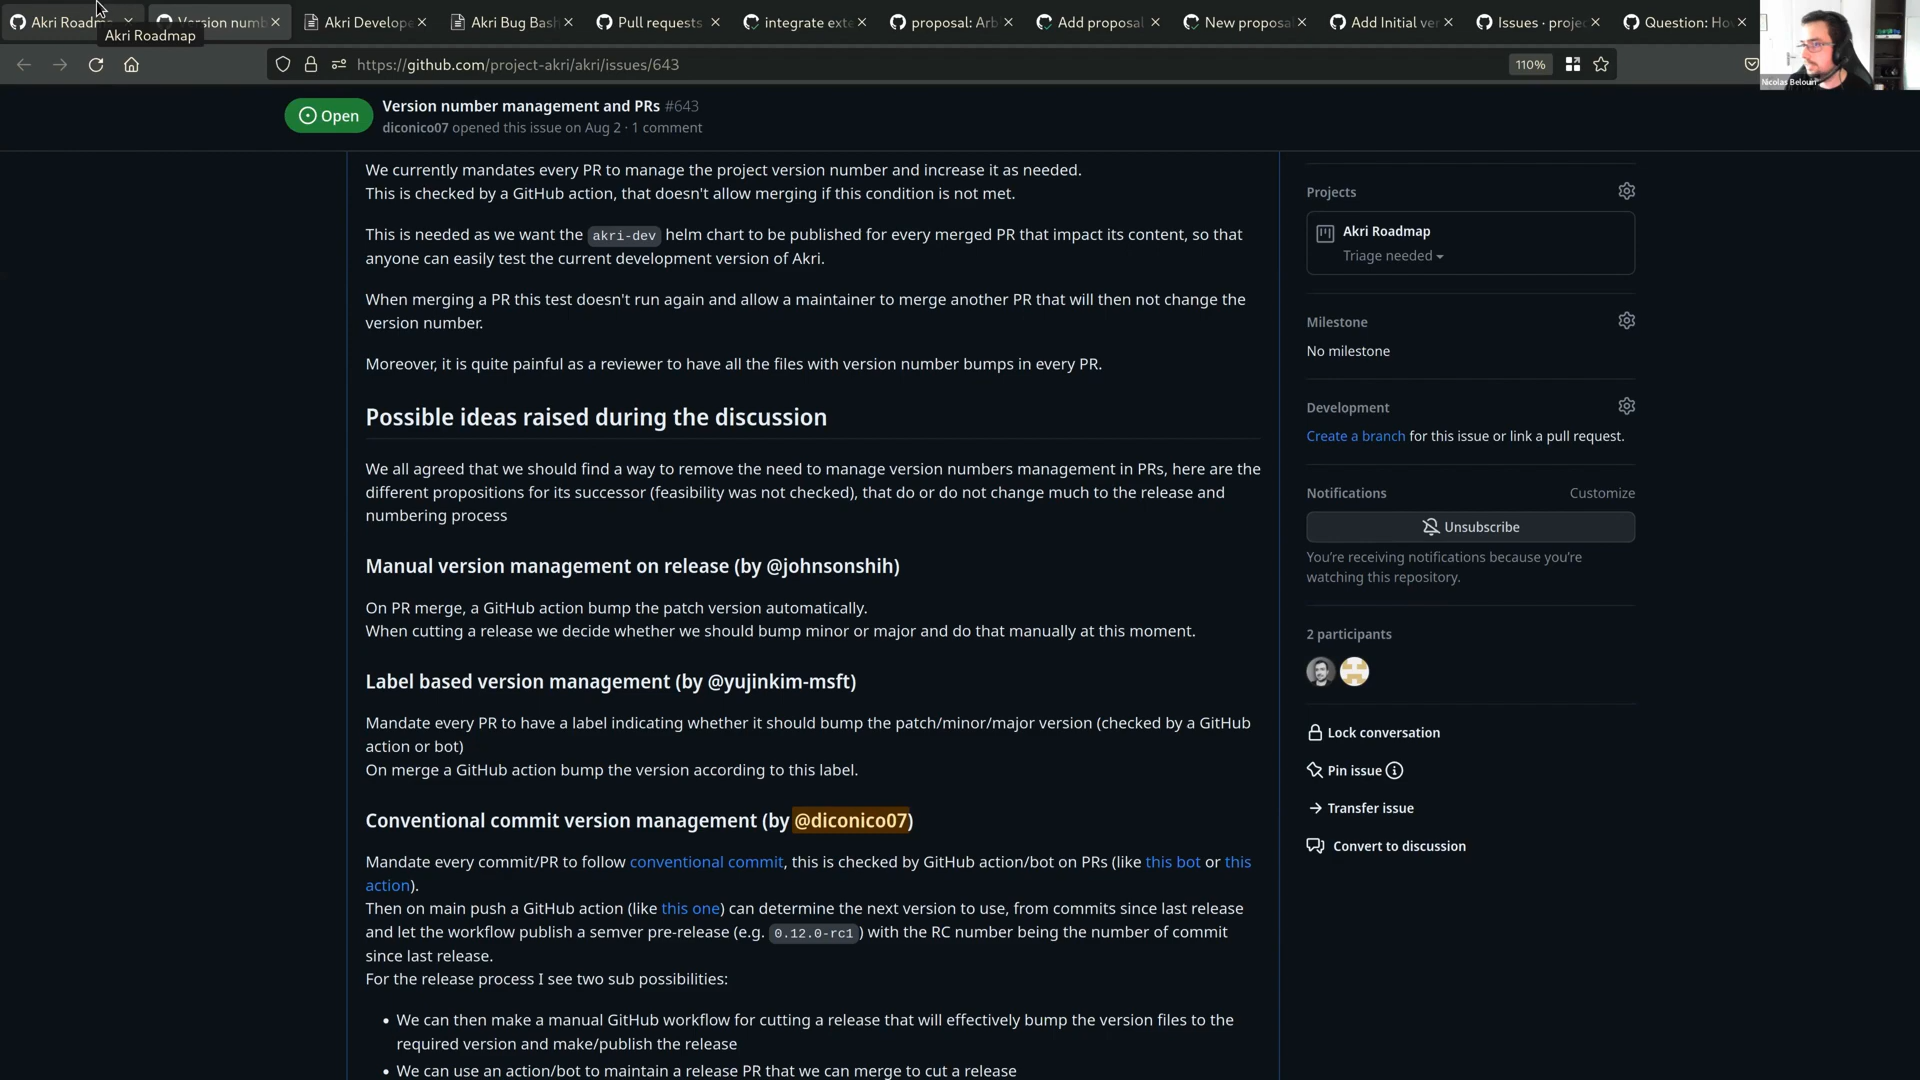 Akri Roadm
Version numb
Akri Develope
Akri Bug Bash
Pull requests
integrate exte
proposal: Arb
Add proposal
New proposa
Add Initial ver
Issues · projec
Question: Ho
Akri Roadmap
https://github.com/project-akri/akri/issues/643
110%
Nicolas Belouin
Open
Version number management and PRs #643
diconico07 opened this issue on Aug 2 · 1 comment
We currently mandates every PR to manage the project version number and increase it as needed.
This is checked by a GitHub action, that doesn't allow merging if this condition is not met.
This is needed as we want the akri-dev helm chart to be published for every merged PR that impact its content, so that
anyone can easily test the current development version of Akri.
When merging a PR this test doesn't run again and allow a maintainer to merge another PR that will then not change the
version number.
Moreover, it is quite painful as a reviewer to have all the files with version number bumps in every PR.
Possible ideas raised during the discussion
We all agreed that we should find a way to remove the need to manage version numbers management in PRs, here are the
different propositions for its successor (feasibility was not checked), that do or do not change much to the release and
numbering process
Manual version management on release (by @johnsonshih)
On PR merge, a GitHub action bump the patch version automatically.
When cutting a release we decide whether we should bump minor or major and do that manually at this moment.
Label based version management (by @yujinkim-msft)
Mandate every PR to have a label indicating whether it should bump the patch/minor/major version (checked by a GitHub
action or bot)
On merge a GitHub action bump the version according to this label.
Conventional commit version management (by @diconico07)
Mandate every commit/PR to follow conventional commit, this is checked by GitHub action/bot on PRs (like this bot or this
action).
Then on main push a GitHub action (like this one) can determine the next version to use, from commits since last release
and let the workflow publish a semver pre-release (e.g. 0.12.0-rc1) with the RC number being the number of commit
since last release.
For the release process I see two sub possibilities:
• We can then make a manual GitHub workflow for cutting a release that will effectively bump the version files to the
required version and make/publish the release
• We can use an action/bot to maintain a release PR that we can merge to cut a release
Projects
Akri Roadmap
Triage needed
Milestone
No milestone
Development
Create a branch for this issue or link a pull request.
Notifications
Customize
Unsubscribe
You're receiving notifications because you're
watching this repository.
2 participants
Lock conversation
Pin issue
Transfer issue
Convert to discussion